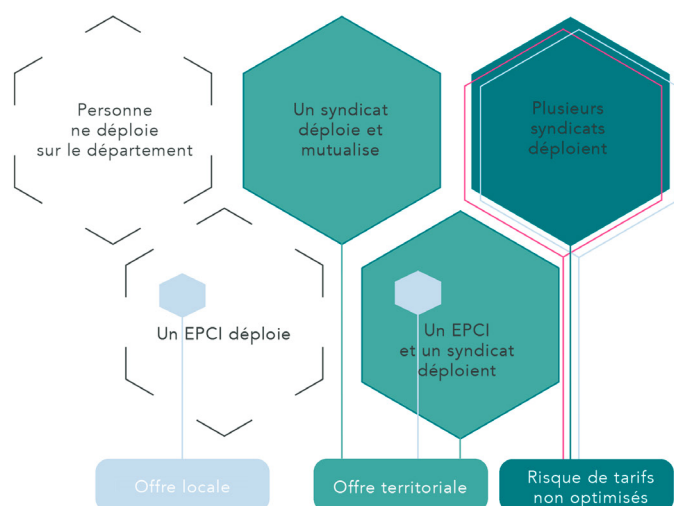 Personne
ne déploie
sur le département
Un syndicat
déploie et
mutualise
Plusieurs
syndicats
déploient
Un EPCI déploie
Un EPCI
et un syndicat
déploient
Offre locale
Offre territoriale
Risque de tarifs
non optimisés